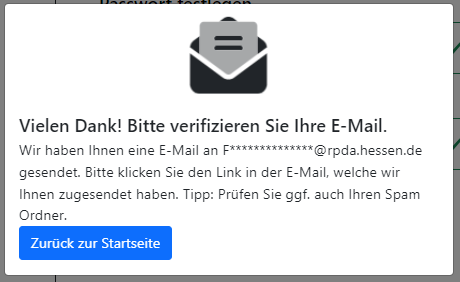 Passwort festlegen
Vielen Dank! Bitte verifizieren Sie Ihre E-Mail.
Wir haben Ihnen eine E-Mail an F**************@rpda.hessen.de
gesendet. Bitte klicken Sie den Link in der E-Mail, welche wir
Ihnen zugesendet haben. Tipp: Prüfen Sie ggf. auch Ihren Spam
Ordner.
Zurück zur Startseite